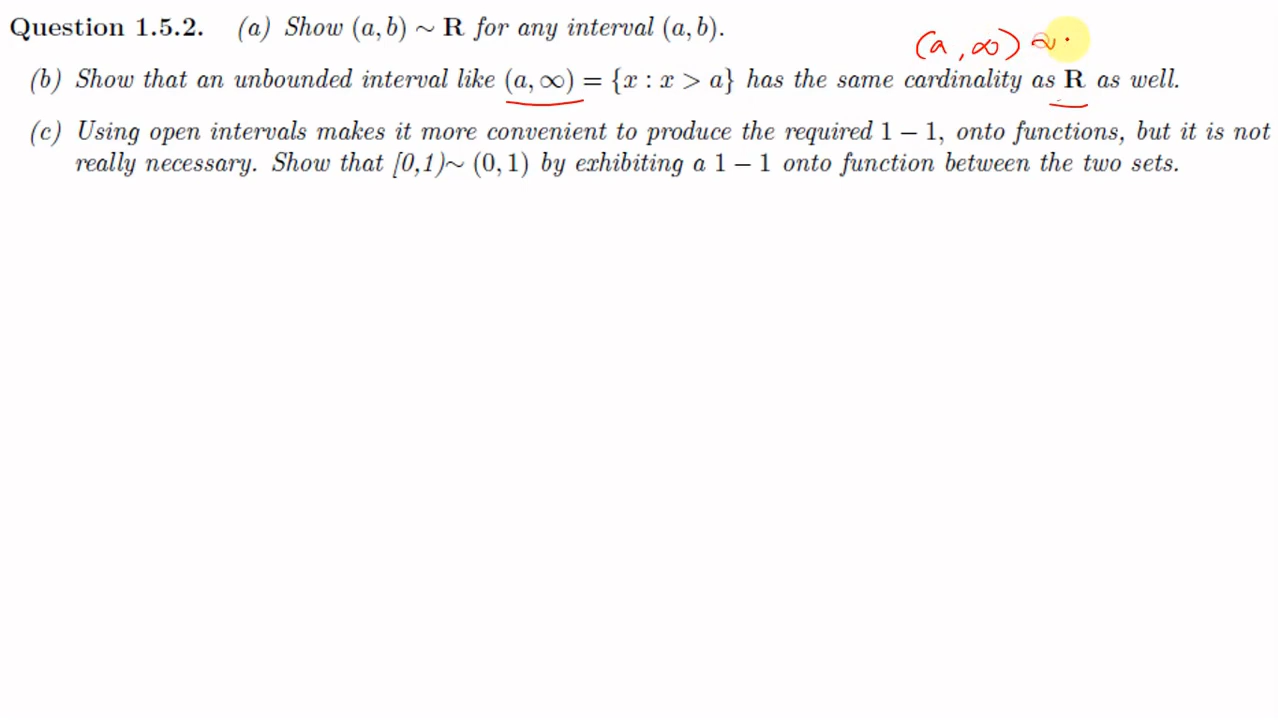 Question 1.5.2. (a) Show (a, b) ∼ R for any interval (a, b).
(a, ∞) ~
(b) Show that an unbounded interval like (a, ∞) = {x : x > a} has the same cardinality as R as well.
(c) Using open intervals makes it more convenient to produce the required 1 − 1, onto functions, but it is not
really necessary. Show that [0,1)∼ (0, 1) by exhibiting a 1 − 1 onto function between the two sets.